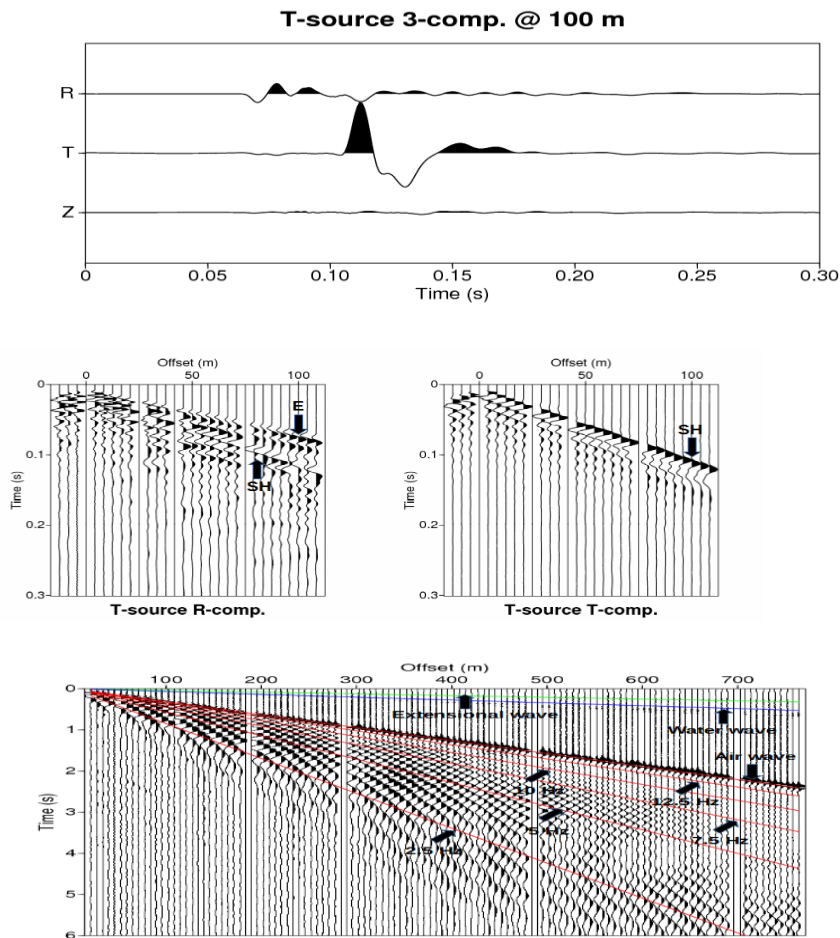 T-source 3-comp. @ 100 m
R
T
Z
0 0.05 0.10 0.15 0.20 0.25 0.30
Time (s)
Offset (m)
0 50 100
0
0.1
0.2
0.3
Time (s)
E
SH
T-source R-comp.
Offset (m)
0 50 100
0
0.1
0.2
0.3
Time (s)
SH
T-source T-comp.
Offset (m)
100 200 300 400 500 600 700
0
1
2
3
4
5
6
Time (s)
Extensional wave
Water wave
Air wave
10 Hz
12.5 Hz
5 Hz
7.5 Hz
2.5 Hz